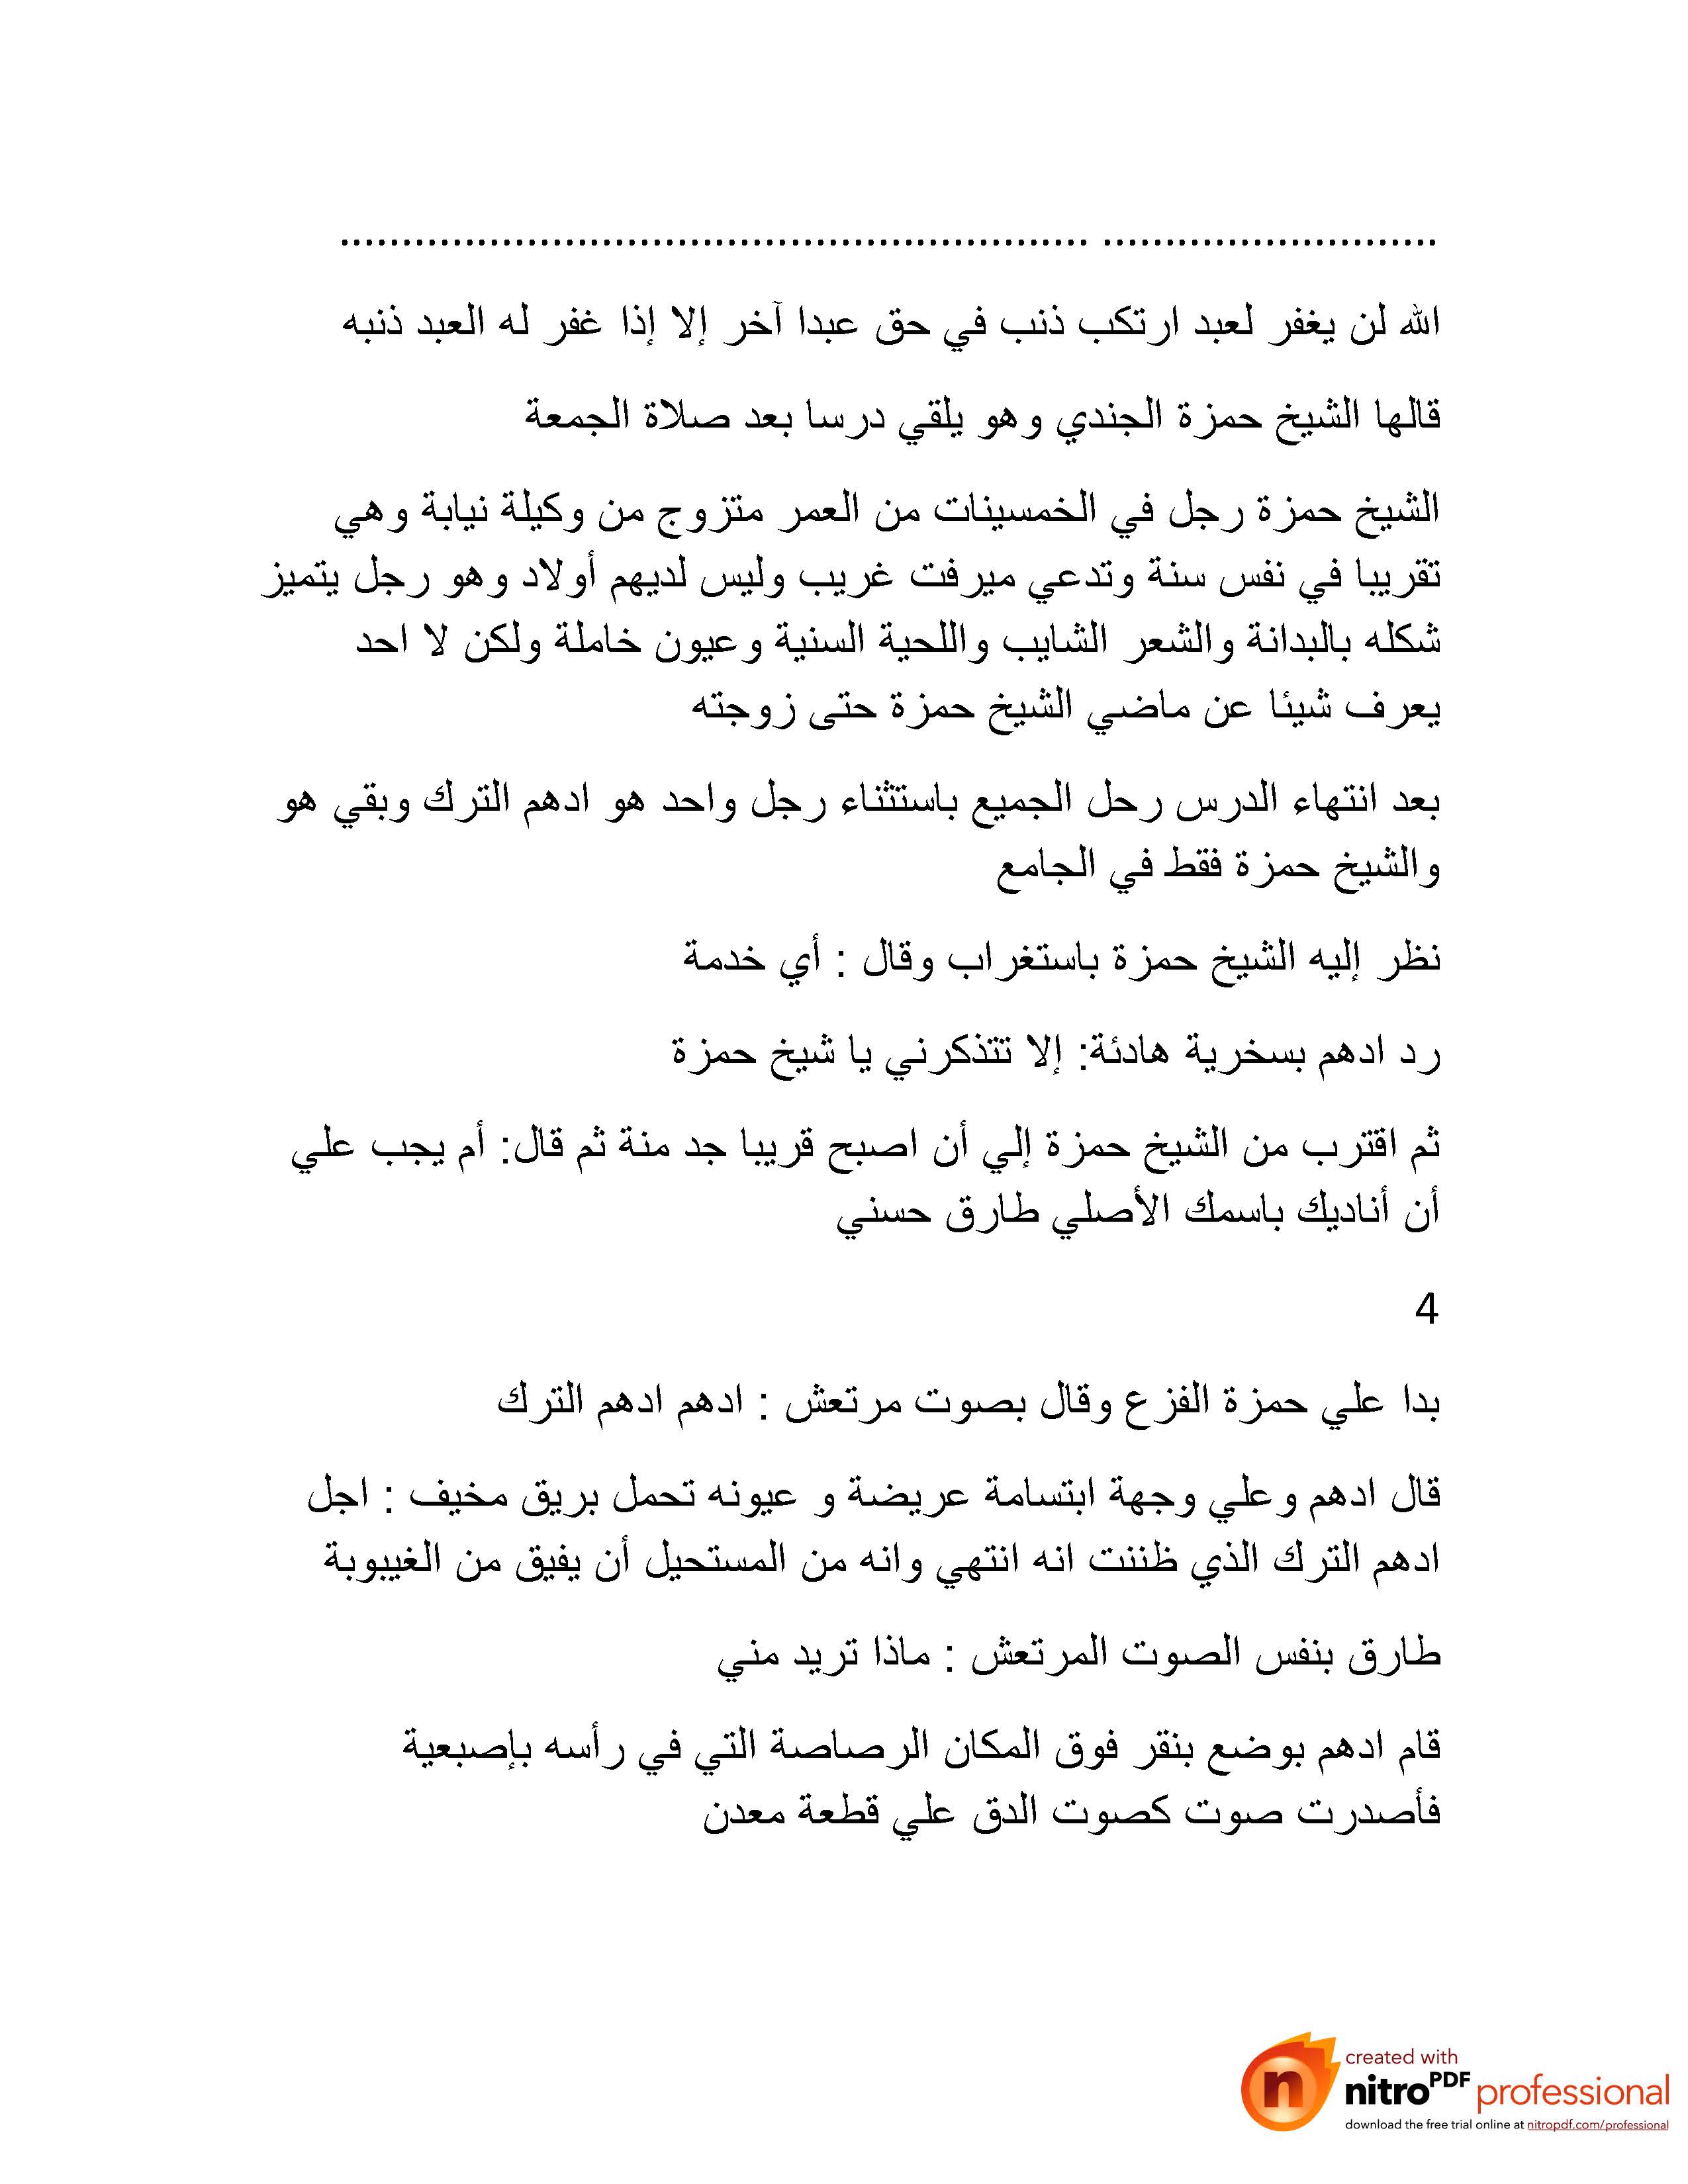 ........................... .............................................................
الله لن يغفر لعبد ارتكب ذنب في حق عبدا آخر إلا إذا غفر له العبد ذنبه
قالها الشيخ حمزة الجندي وهو يلقي درسا بعد صلاة الجمعة
الشيخ حمزة رجل في الخمسينات من العمر متزوج من وكيلة نيابة وهي
تقريبا في نفس سنة وتدعي ميرفت غريب وليس لديهم أولاد وهو رجل يتميز
شكله بالبدانة والشعر الشايب واللحية السنية وعيون خاملة ولكن لا احد
يعرف شيئا عن ماضي الشيخ حمزة حتى زوجته
بعد انتهاء الدرس رحل الجميع باستثناء رجل واحد هو ادهم الترك وبقي هو
والشيخ حمزة فقط في الجامع
نظر إليه الشيخ حمزة باستغراب وقال : أي خدمة
رد ادهم بسخرية هادئة: إلا تتذكرني يا شيخ حمزة
ثم اقترب من الشيخ حمزة إلي أن اصبح قريبا جد منة ثم قال: أم يجب علي
أن أناديك باسمك الأصلي طارق حسني
4
بدا علي حمزة الفزع وقال بصوت مرتعش : ادهم ادهم الترك
قال ادهم وعلي وجهة ابتسامة عريضة و عيونه تحمل بريق مخيف : اجل
ادهم الترك الذي ظننت انه انتهي وانه من المستحيل أن يفيق من الغيبوبة
طارق بنفس الصوت المرتعش : ماذا تريد مني
قام ادهم بوضع بنقر فوق المكان الرصاصة التي في رأسه بإصبعية
فأصدرت صوت كصوت الدق علي قطعة معدن
created with
nitroPDF professional
download the free trial online at nitropdf.com/professional